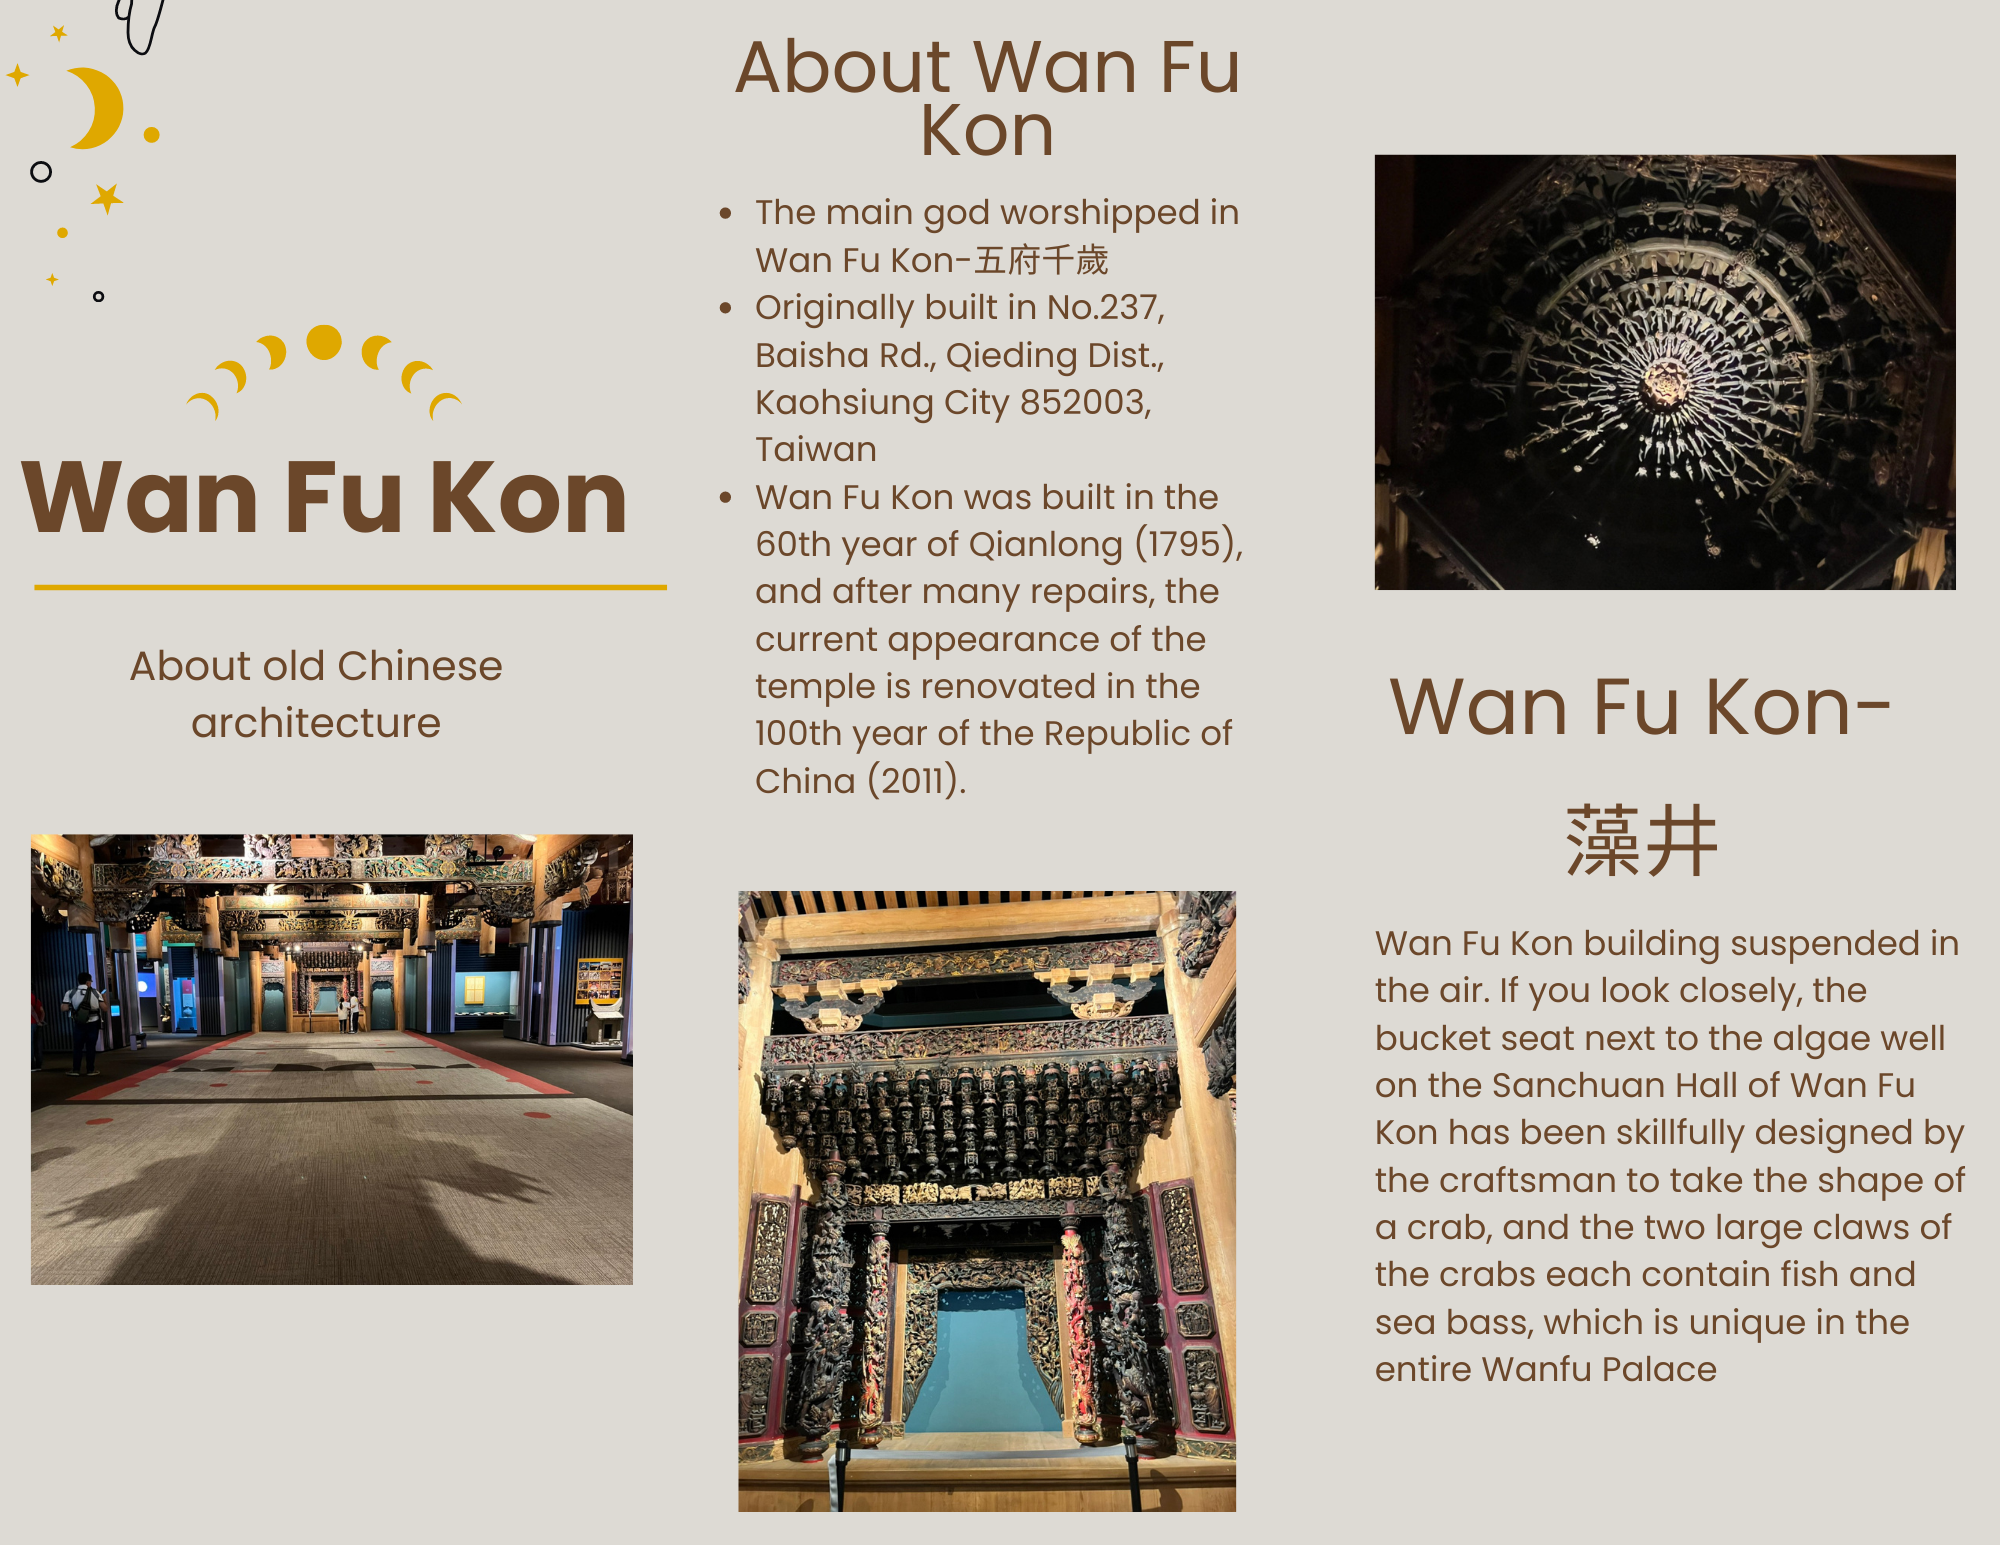 Wan Fu Kon
About old Chinese
architecture
About Wan Fu
Kon
• The main god worshipped in
Wan Fu Kon-五府千歲
• Originally built in No.237,
Baisha Rd., Qieding Dist.,
Kaohsiung City 852003,
Taiwan
• Wan Fu Kon was built in the
60th year of Qianlong (1795),
and after many repairs, the
current appearance of the
temple is renovated in the
100th year of the Republic of
China (2011).
Wan Fu Kon-
藻井
Wan Fu Kon building suspended in
the air. If you look closely, the
bucket seat next to the algae well
on the Sanchuan Hall of Wan Fu
Kon has been skillfully designed by
the craftsman to take the shape of
a crab, and the two large claws of
the crabs each contain fish and
sea bass, which is unique in the
entire Wanfu Palace